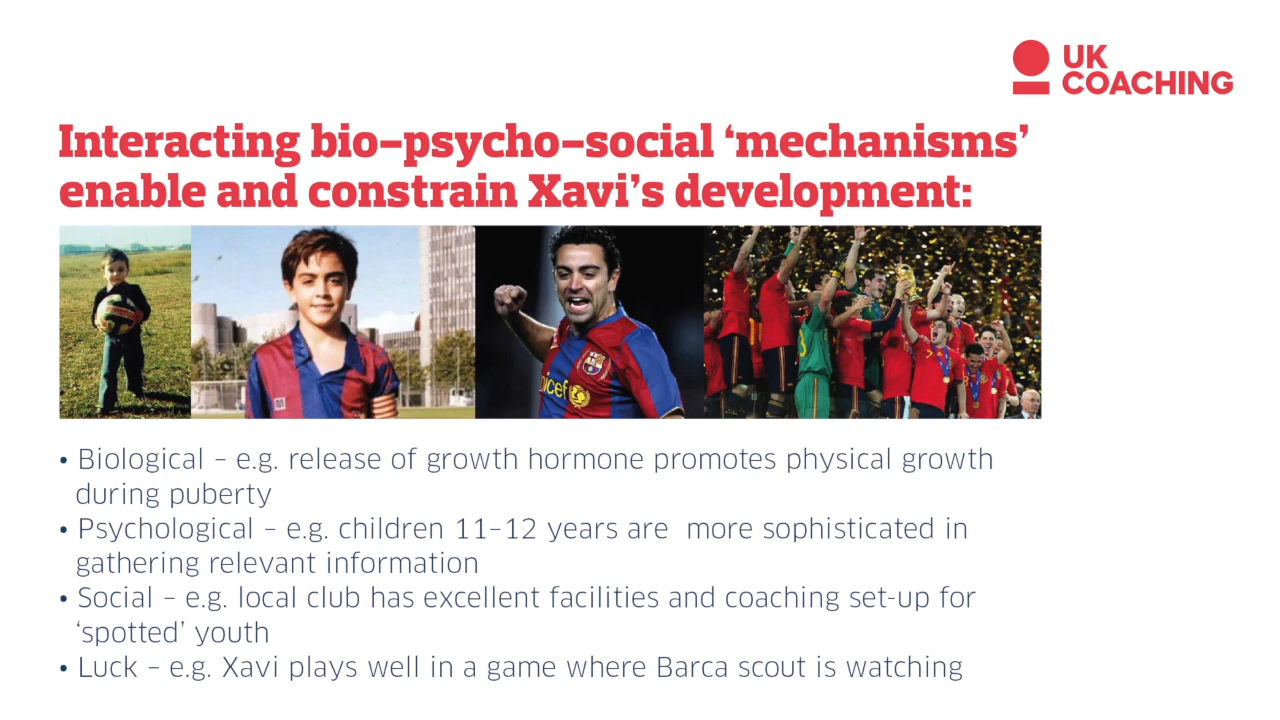 UK
COACHING
Interacting bio–psycho–social ‘mechanisms’
enable and constrain Xavi’s development:
unicef
• Biological – e.g. release of growth hormone promotes physical growth
during puberty
• Psychological – e.g. children 11–12 years are  more sophisticated in
gathering relevant information
• Social – e.g. local club has excellent facilities and coaching set-up for
‘spotted’ youth
• Luck – e.g. Xavi plays well in a game where Barca scout is watching